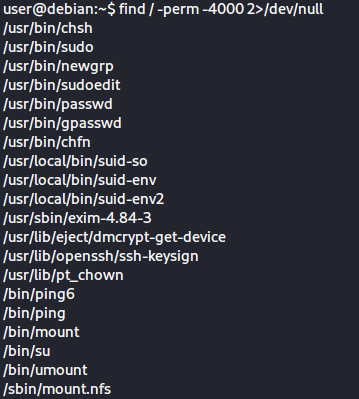 user@debian:~$ find / -perm -4000 2>/dev/null
/usr/bin/chsh
/usr/bin/sudo
/usr/bin/newgrp
/usr/bin/sudoedit
/usr/bin/passwd
/usr/bin/gpasswd
/usr/bin/chfn
/usr/local/bin/suid-so
/usr/local/bin/suid-env
/usr/local/bin/suid-env2
/usr/sbin/exim-4.84-3
/usr/lib/eject/dmcrypt-get-device
/usr/lib/openssh/ssh-keysign
/usr/lib/pt_chown
/bin/ping6
/bin/ping
/bin/mount
/bin/su
/bin/umount
/sbin/mount.nfs